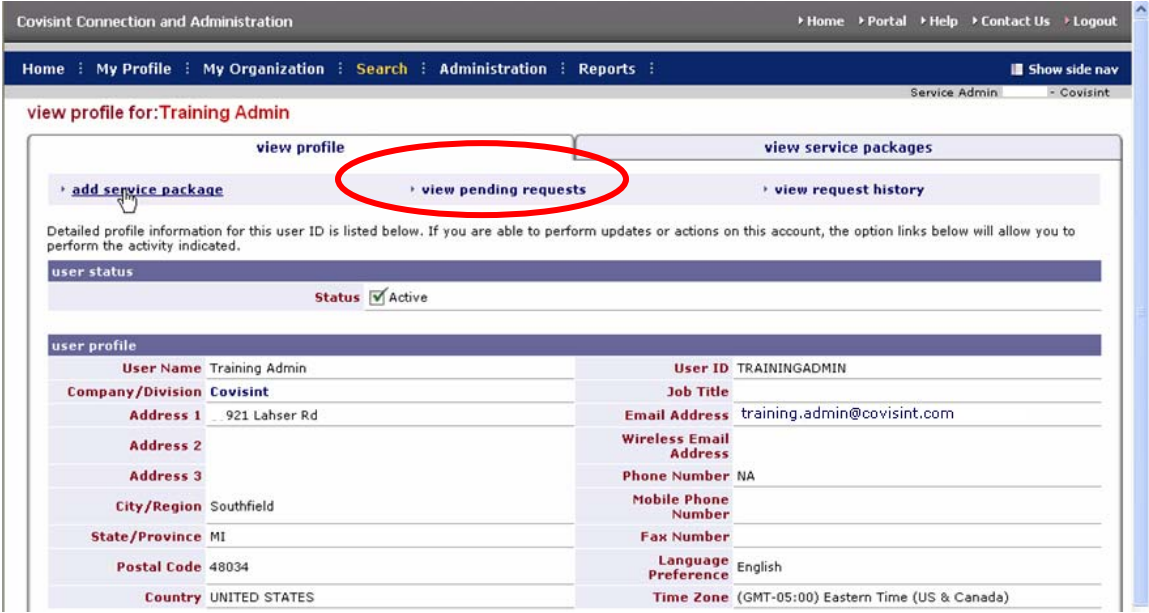 Covisint Connection and Administration Home Portal Help Contact Us Logout
Home My Profile My Organization Search Administration Reports Show side nav
Service Admin - Covisint
view profile for:Training Admin
view profile view service packages
add service package view pending requests view request history
Detailed profile information for this user ID is listed below. If you are able to perform updates or actions on this account, the option links below will allow you to
perform the activity indicated.
user status
Status Active
user profile
User Name Training Admin User ID TRAININGADMIN
Company/Division Covisint Job Title
Address 1 921 Lahser Rd Email Address training.admin@covisint.com
Address 2 Wireless Email
Address
Address 3 Phone Number NA
City/Region Southfield Mobile Phone
Number
State/Province MI Fax Number
Postal Code 48034 Language
Preference English
Country UNITED STATES Time Zone (GMT-05:00) Eastern Time (US & Canada)